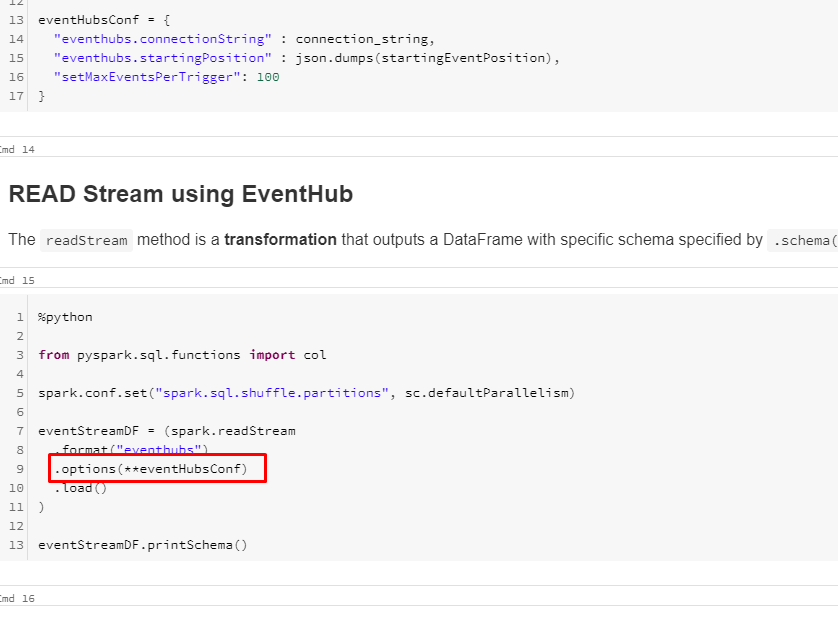 12
13 eventHubsConf = {
14 "eventhubs.connectionString" : connection_string,
15 "eventhubs.startingPosition" : json.dumps(startingEventPosition),
16 "setMaxEventsPerTrigger": 100
17 }
Cmd 14
READ Stream using EventHub
The readStream method is a transformation that outputs a DataFrame with specific schema specified by .schema(
Cmd 15
1 %python
2
3 from pyspark.sql.functions import col
4
5 spark.conf.set("spark.sql.shuffle.partitions", sc.defaultParallelism)
6
7 eventStreamDF = (spark.readStream
8 .format("eventhubs")
9 .options(**eventHubsConf)
10 .load()
11 )
12
13 eventStreamDF.printSchema()
Cmd 16